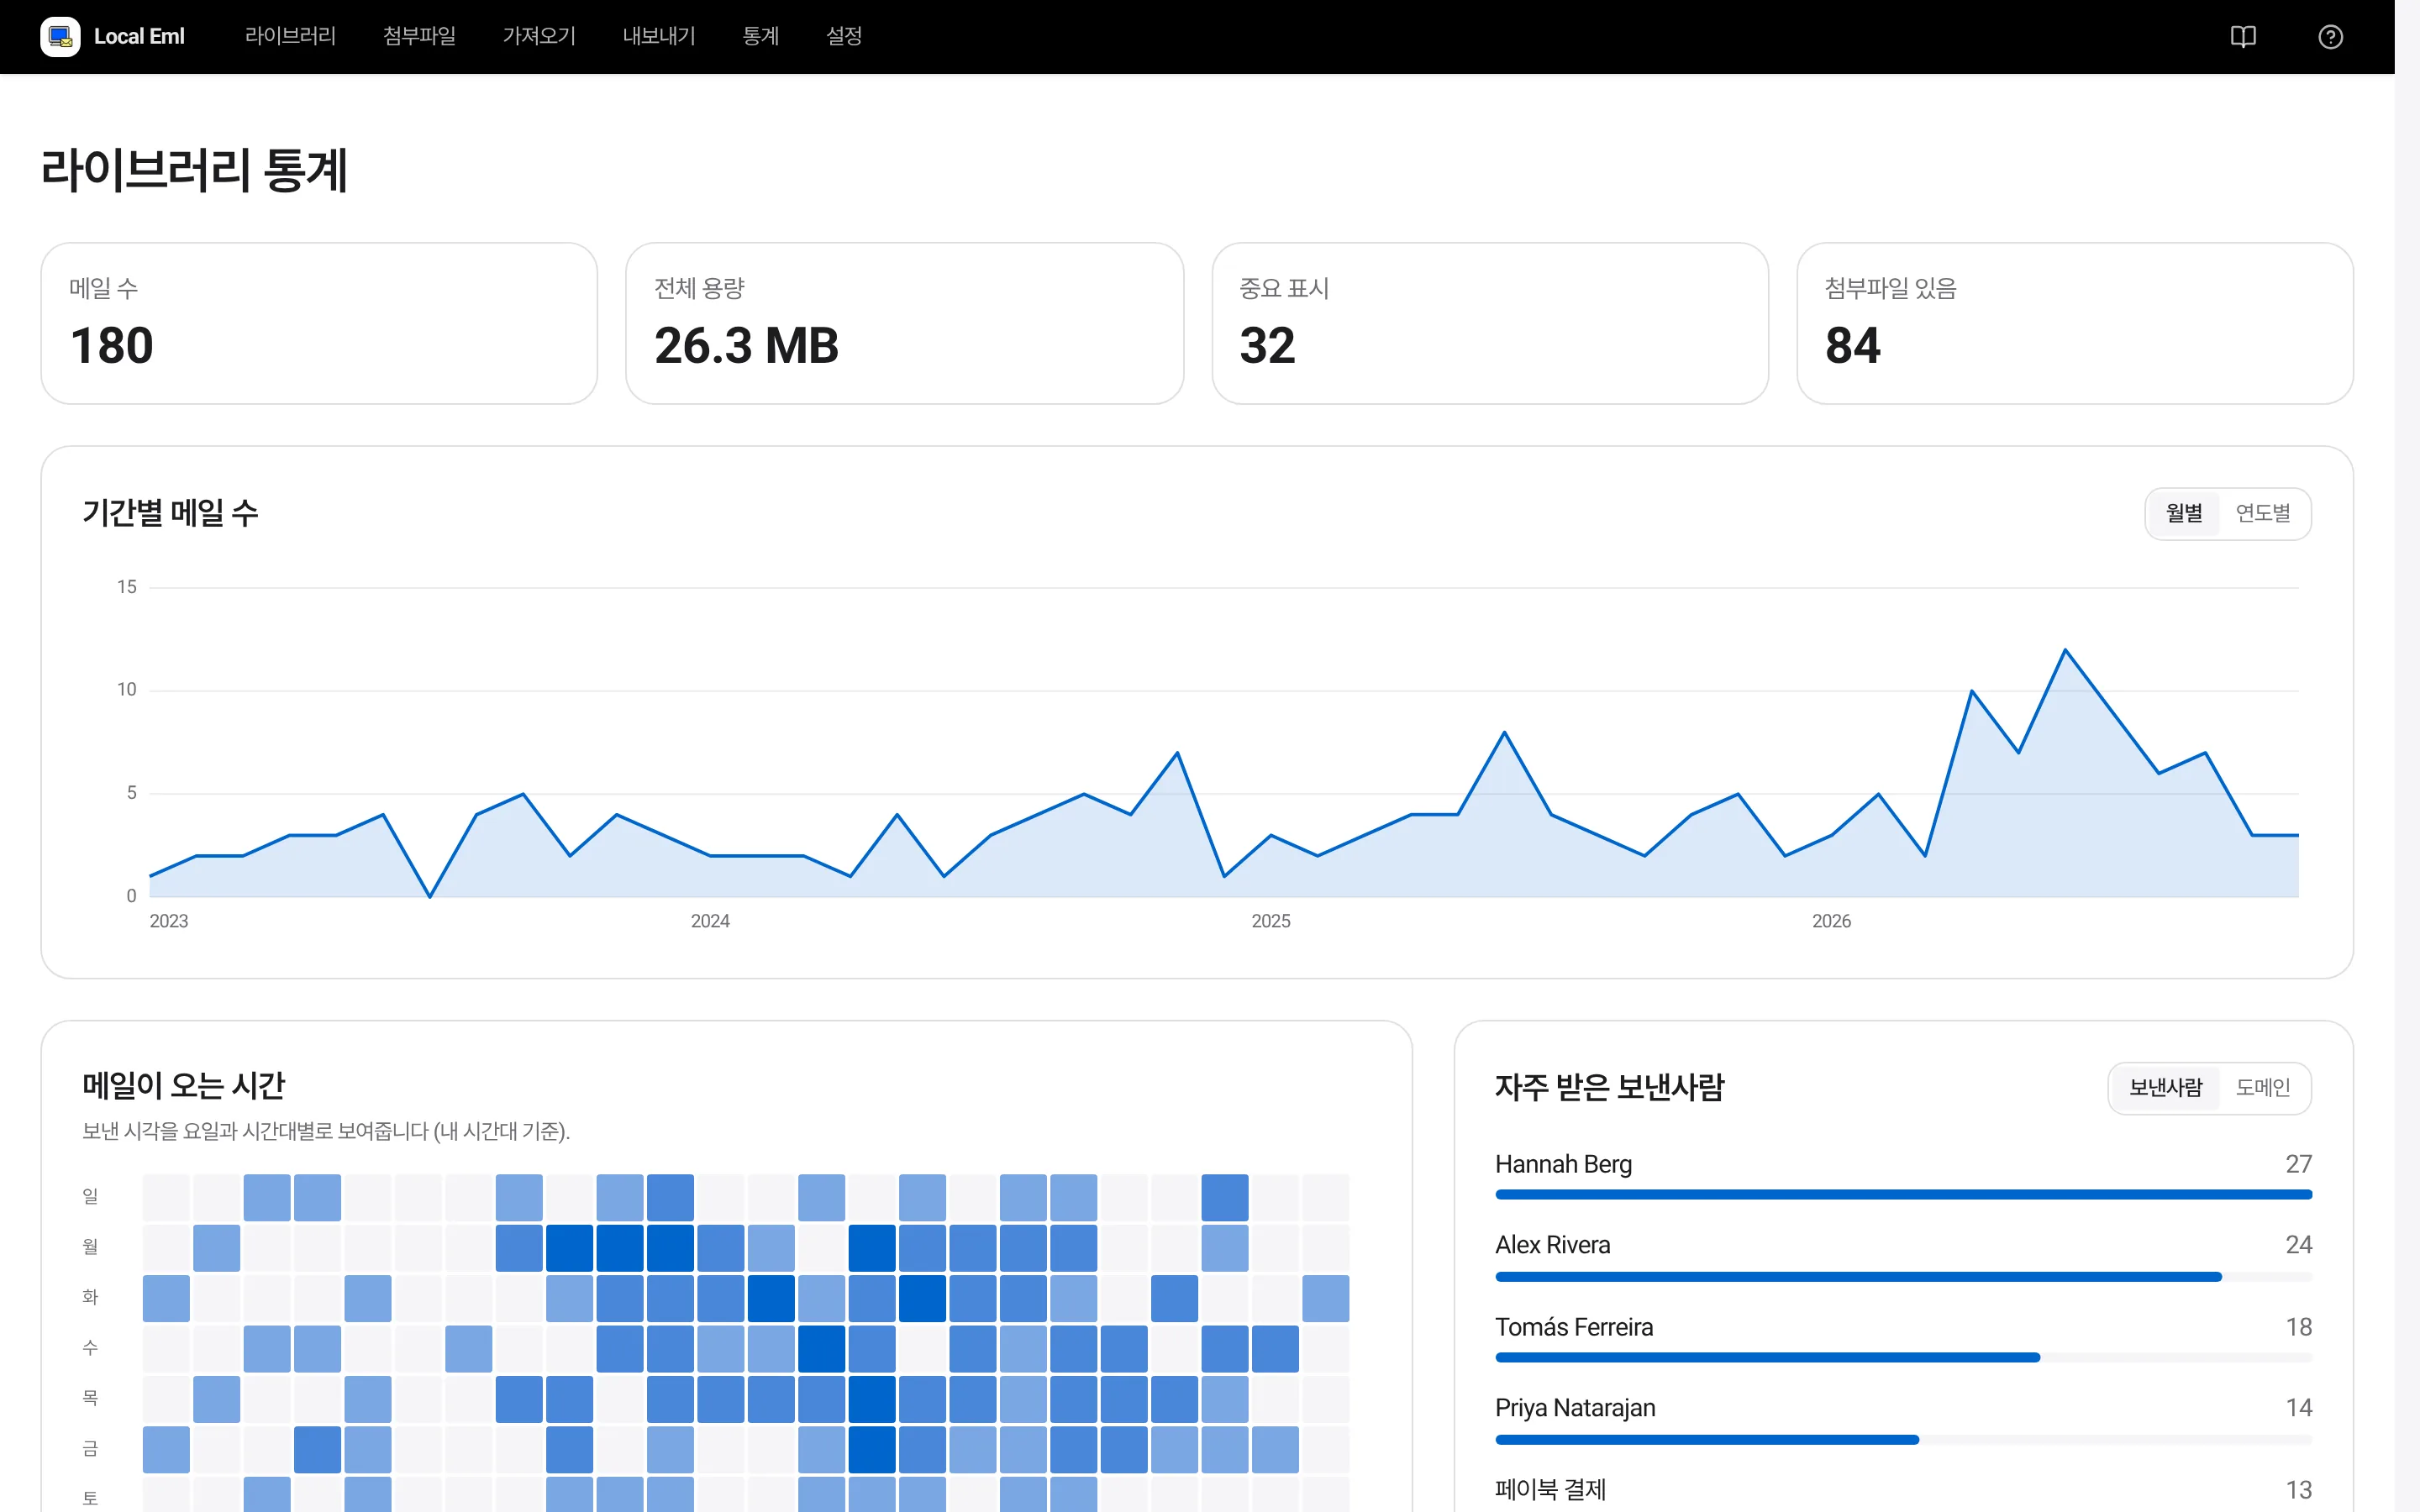 Local Eml
라이브러리
첨부파일
가져오기
내보내기
통계
설정
라이브러리 통계
메일 수
180
전체 용량
26.3 MB
중요 표시
32
첨부파일 있음
84
기간별 메일 수
월별
연도별
15
10
5
0
2023
2024
2025
2026
메일이 오는 시간
보낸 시각을 요일과 시간대별로 보여줍니다 (내 시간대 기준).
일
월
화
수
목
금
토
자주 받은 보낸사람
보낸사람
도메인
Hannah Berg 27
Alex Rivera 24
Tomás Ferreira 18
Priya Natarajan 14
페이북 결제 13